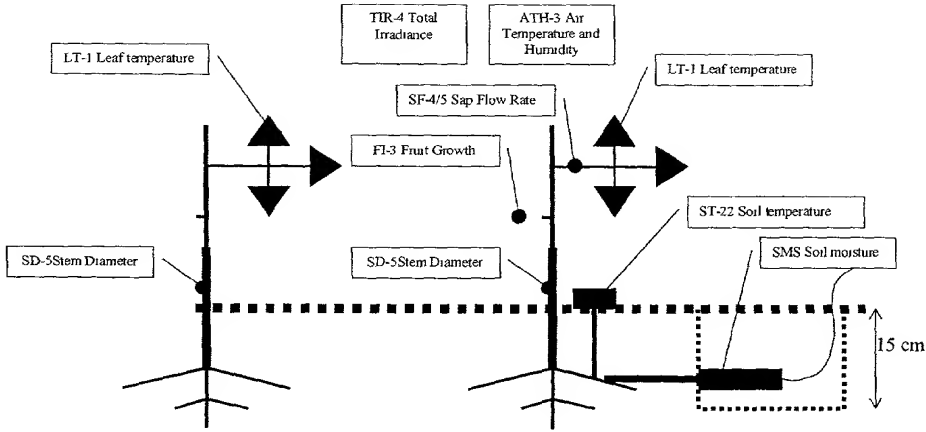 TIR-4 Total
Irradiance
ATH-3 Air
Temperature and
Humidity
LT-1 Leaf temperature
LT-1 Leaf temperature
SF-4/5 Sap Flow Rate
FI-3 Fruit Growth
ST-22 Soil temperature
SD-5Stem Diameter
SD-5Stem Diameter
SMS Soil moisture
15 cm